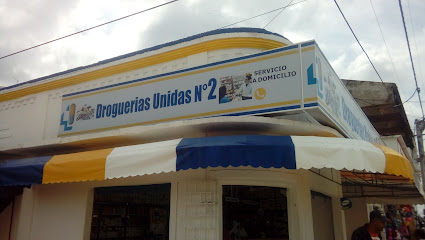 Droguerias Unidas N°2
SERVICIO
A DOMICILIO